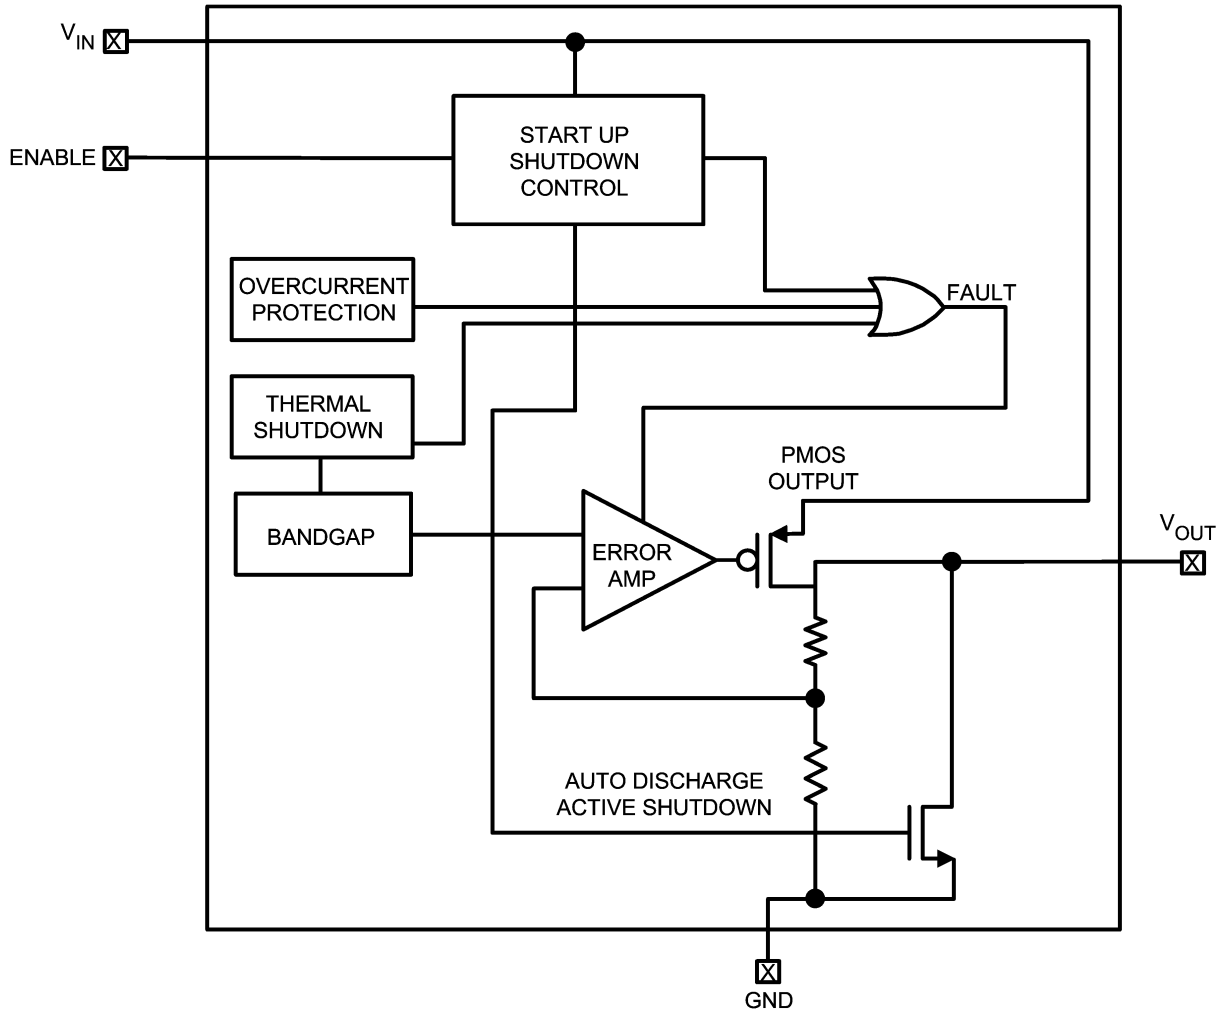 VIN
ENABLE
START UP
SHUTDOWN
CONTROL
OVERCURRENT
PROTECTION
FAULT
THERMAL
SHUTDOWN
PMOS
OUTPUT
BANDGAP
ERROR
AMP
VOUT
AUTO DISCHARGE
ACTIVE SHUTDOWN
GND